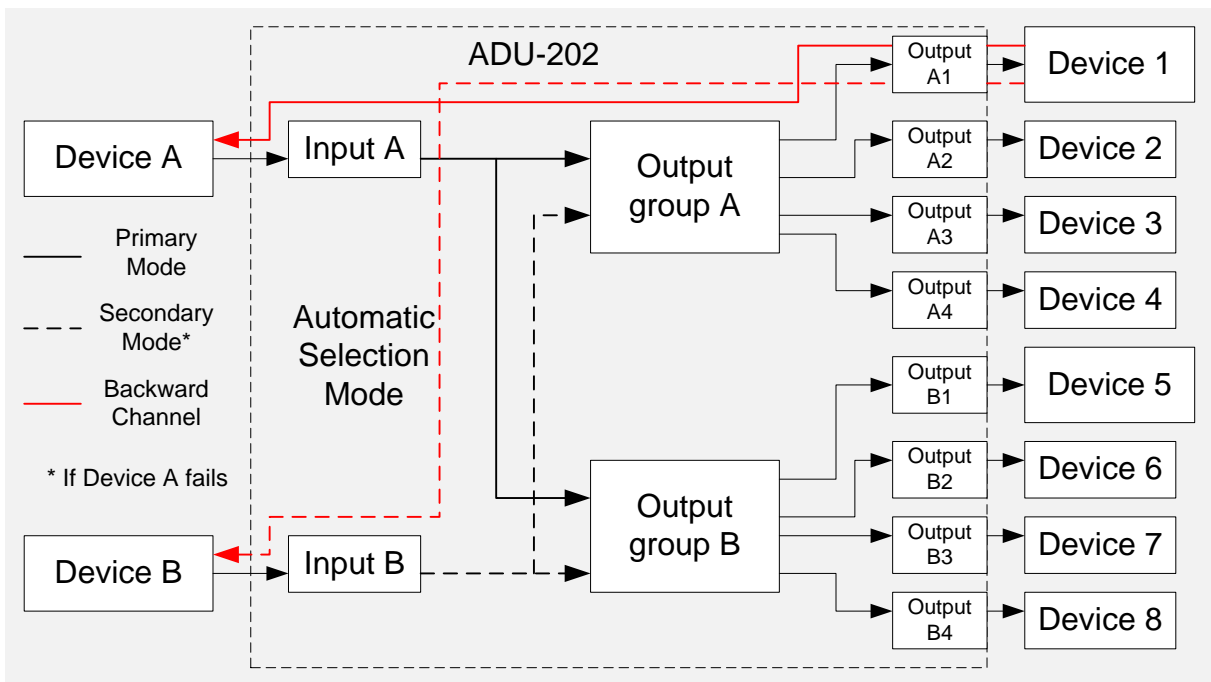 ADU-202
Output
A1
Device 1
Device A
Input A
Output
group A
Output
A2
Device 2
Output
A3
Device 3
Output
A4
Device 4
Primary
Mode
Secondary
Mode*
Backward
Channel
* If Device A fails
Automatic
Selection
Mode
Output
B1
Device 5
Device B
Input B
Output
group B
Output
B2
Device 6
Output
B3
Device 7
Output
B4
Device 8